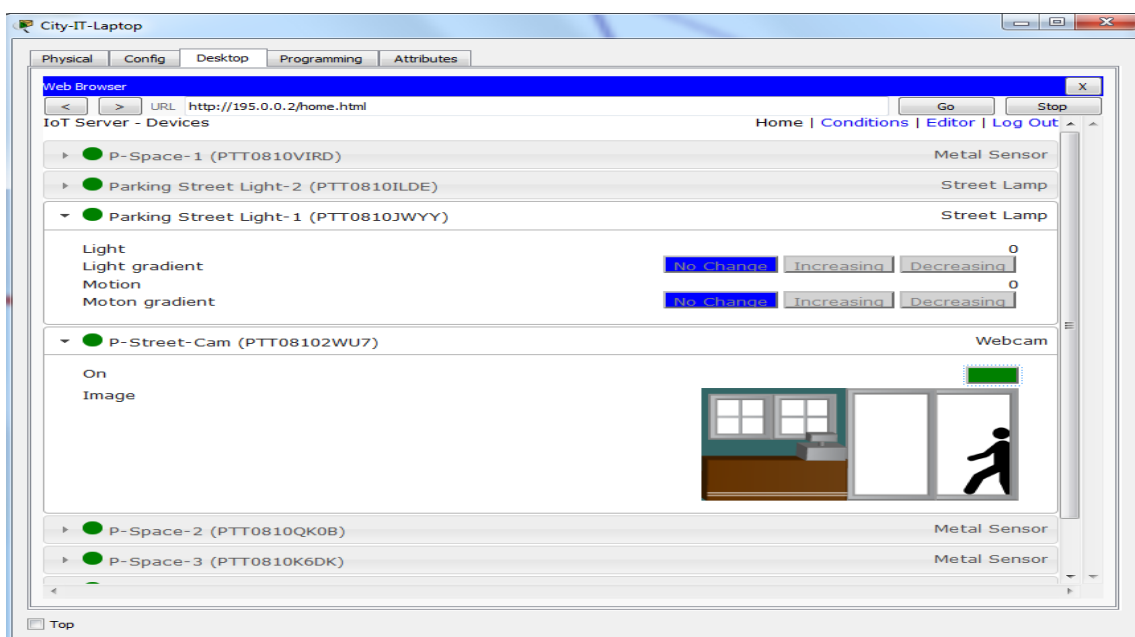 City-IT-Laptop
Physical Config Desktop Programming Attributes
Web Browser X
< > URL http://195.0.0.2/home.html Go Stop
IoT Server - Devices Home | Conditions | Editor | Log Out
P-Space-1 (PTT0810VIRD) Metal Sensor
Parking Street Light-2 (PTT0810ILDE) Street Lamp
Parking Street Light-1 (PTT0810JWYY) Street Lamp
Light 0
Light gradient No Change Increasing Decreasing
Motion 0
Moton gradient No Change Increasing Decreasing
P-Street-Cam (PTT08102WU7) Webcam
On
Image
P-Space-2 (PTT0810QK0B) Metal Sensor
P-Space-3 (PTT0810K6DK) Metal Sensor
Top